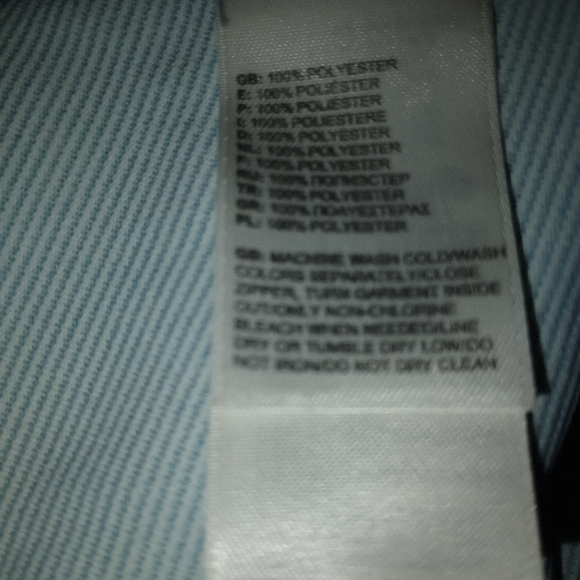 GB: 100% POLYESTER
E: 100% POLIÉSTER
P: 100% POLIÉSTER
I: 100% POLIESTERE
D: 100% POLYESTER
NL: 100% POLYESTER
F: 100% POLYESTER
RU: 100% ПОЛИЭСТЕР
TR: 100% POLYESTER
GR: 100% ΠΟΛΥΕΣΤΕΡΑΣ
PL: 100% POLYESTER
GB: MACHINE WASH COLD/WASH
COLORS SEPARATELY/CLOSE
ZIPPER, TURN GARMENT INSIDE
OUT/ONLY NON-CHLORINE
BLEACH WHEN NEEDED/LINE
DRY OR TUMBLE DRY LOW/DO
NOT IRON/DO NOT DRY CLEAN